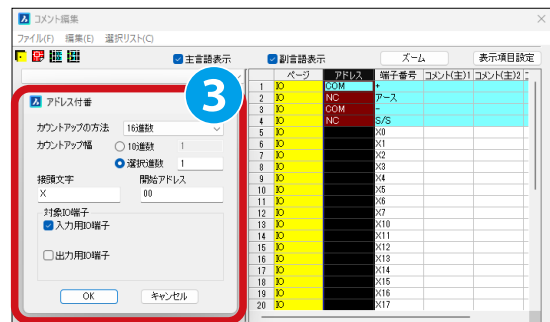 コメント編集
ファイル(F) 編集(E) 選択リスト(C)
主言語表示 副言語表示 ズーム 表示項目設定
3
アドレス付番
カウントアップの方法 16進数
カウントアップ幅 10進数 1
選択進数 1
接頭文字 開始アドレス
X 00
対象IO端子
入力用IO端子
出力用IO端子
OK キャンセル
ページ アドレス 端子番号 コメント(主)1 コメント(主)2
1 IO COM +
2 IO NC アース
3 IO COM -
4 IO NC S/S
5 IO X0
6 IO X1
7 IO X2
8 IO X3
9 IO X4
10 IO X5
11 IO X6
12 IO X7
13 IO X10
14 IO X11
15 IO X12
16 IO X13
17 IO X14
18 IO X15
19 IO X16
20 IO X17